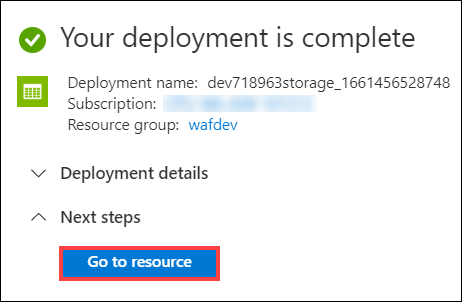 Your deployment is complete
Deployment name: dev718963storage_1661456528748
Subscription:
Resource group: wafdev
Deployment details
Next steps
Go to resource